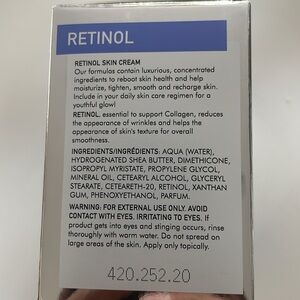 RETINOL
RETINOL SKIN CREAM
Our formulas contain luxurious, concentrated
ingredients to reboot skin health and help
moisturize, tighten, smooth and recharge skin.
Include in your daily skin care regimen for a
youthful glow!
RETINOL. essential to support Collagen, reduces
the appearance of wrinkles and helps the
appearance of skin's texture for overall
smoothness.
INGREDIENTS/INGRÉDIENTS: AQUA (WATER),
HYDROGENATED SHEA BUTTER, DIMETHICONE,
ISOPROPYL MYRISTATE, PROPYLENE GLYCOL,
MINERAL OIL, CETEARYL ALCOHOL, GLYCERYL
STEARATE, CETEARETH-20, RETINOL, XANTHAN
GUM, PHENOXYETHANOL, PARFUM.
WARNING: FOR EXTERNAL USE ONLY. AVOID
CONTACT WITH EYES. IRRITATING TO EYES. If
product gets into eyes and stinging occurs, rinse
thoroughly with warm water. Do not spread on
large areas of the skin. Apply only topically.
420.252.20